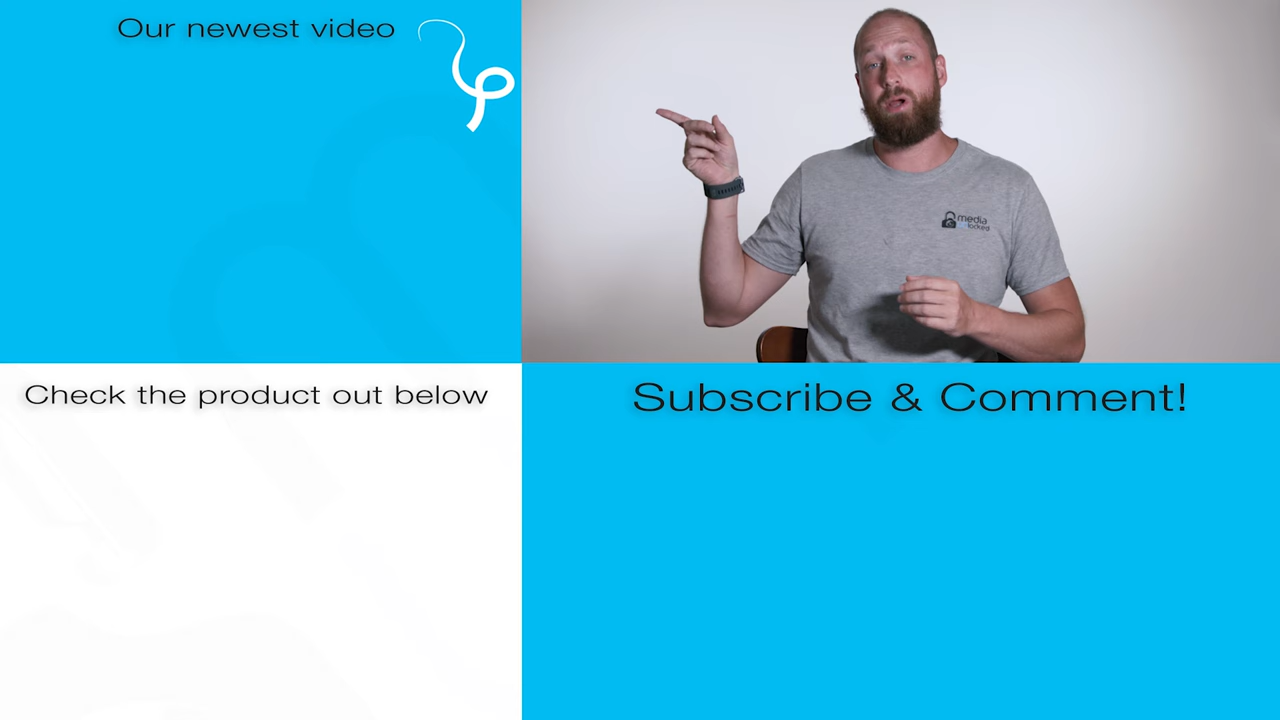 Our newest video
media
locked
Check the product out below
Subscribe & Comment!